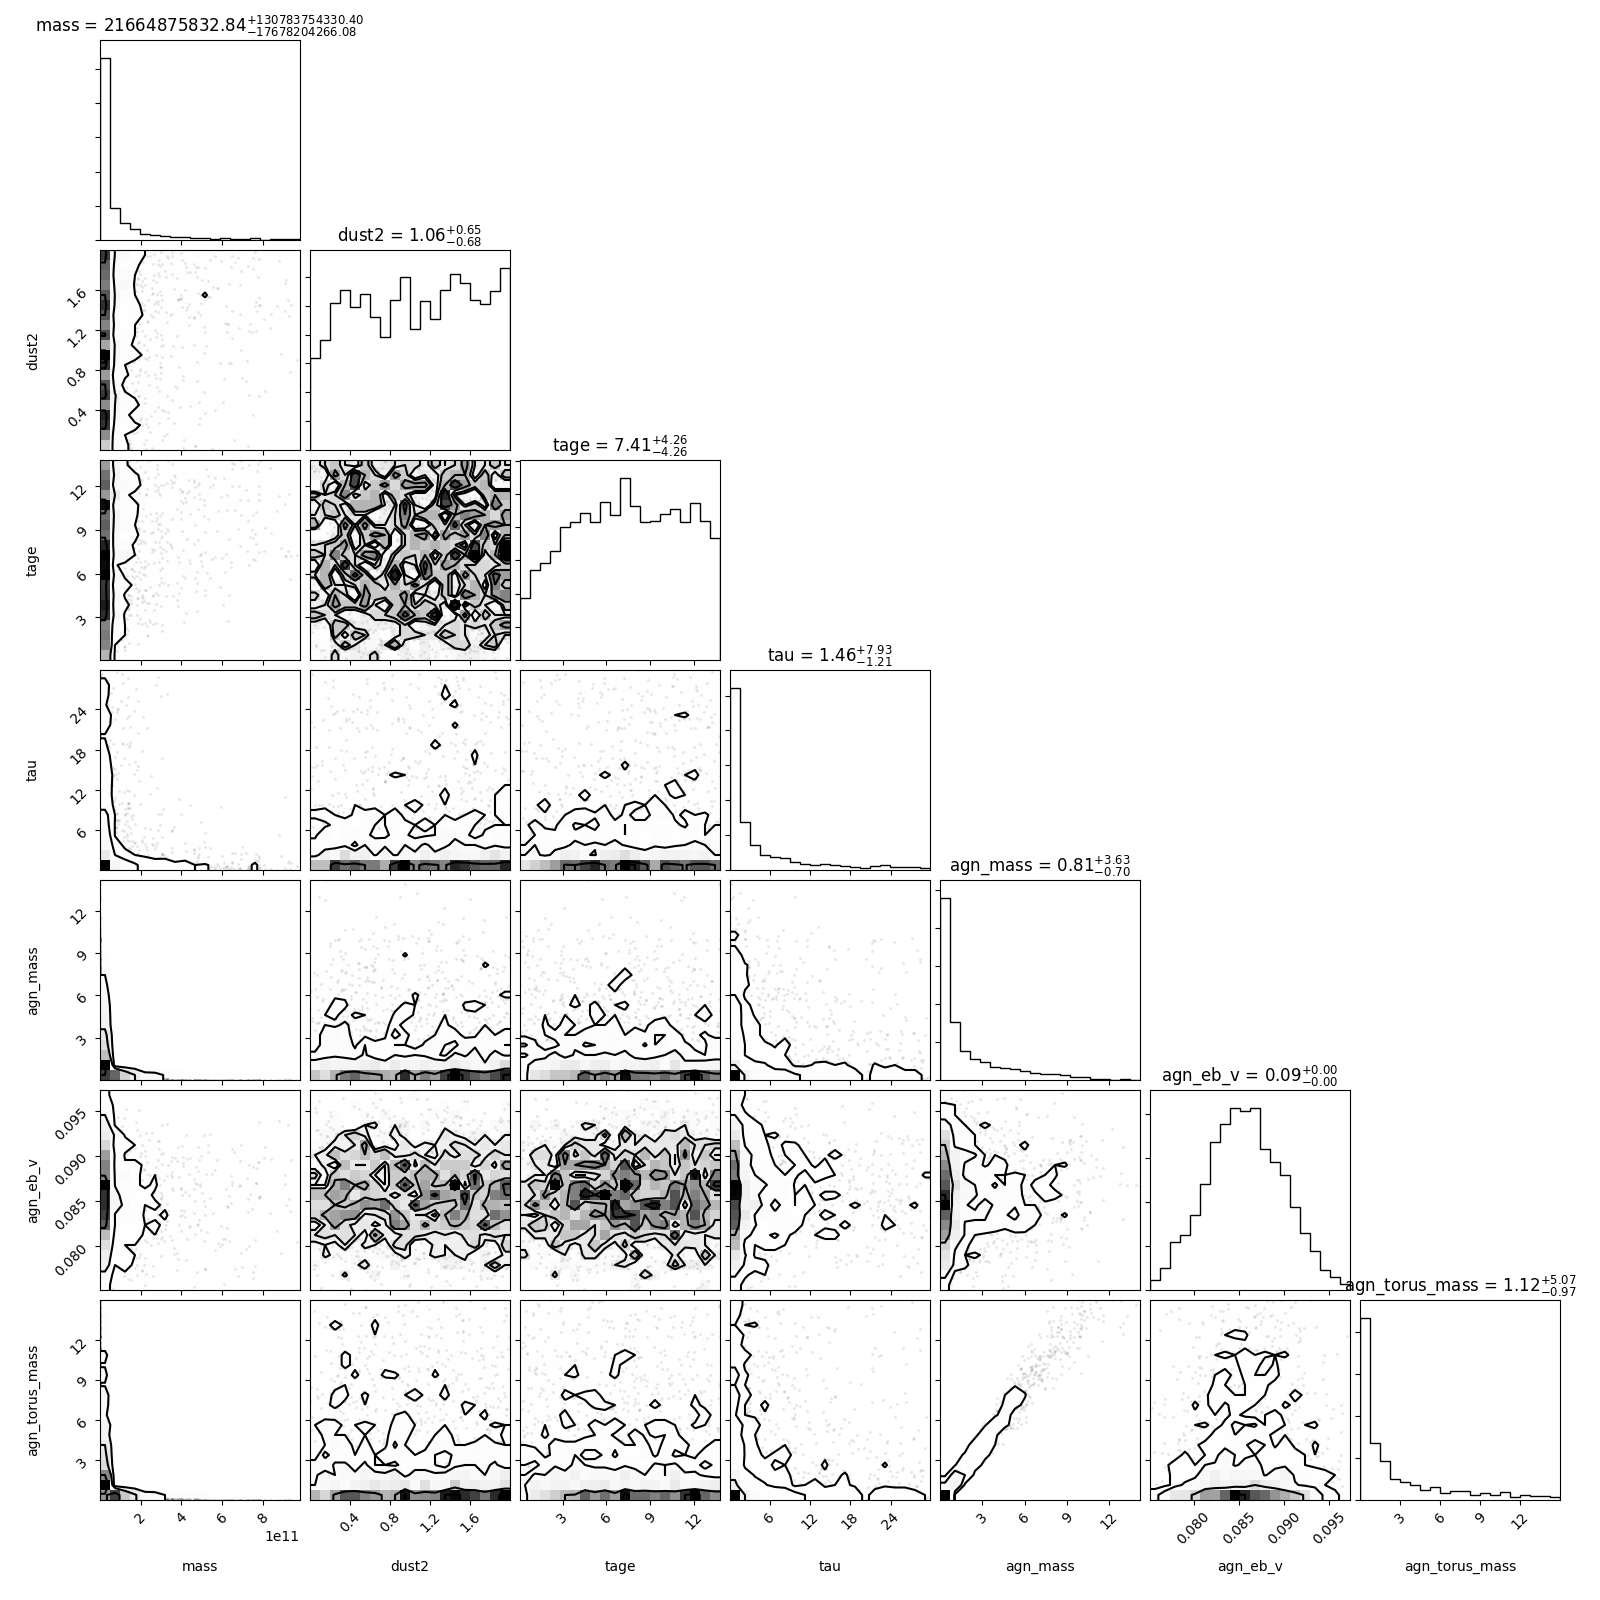 mass = 21664875832.84+130783754330.40−17678204266.08
dust2 = 1.06+0.65−0.68
1.6
1.2
0.8
0.4
dust2
tage = 7.41+4.26−4.26
12
9
6
3
tage
tau = 1.46+7.93−1.21
24
18
12
6
tau
agn_mass = 0.81+3.63−0.70
12
9
6
3
agn_mass
agn_eb_v = 0.09+0.00−0.00
0.095
0.090
0.085
0.080
agn_eb_v
agn_torus_mass = 1.12+5.07−0.97
12
9
6
3
agn_torus_mass
2 4 6 8 0.4 0.8 1.2 1.6 3 6 9 12 6 12 18 24 3 6 9 12 0.080 0.085 0.090 0.095 3 6 9 12
1e11
mass dust2 tage tau agn_mass agn_eb_v agn_torus_mass